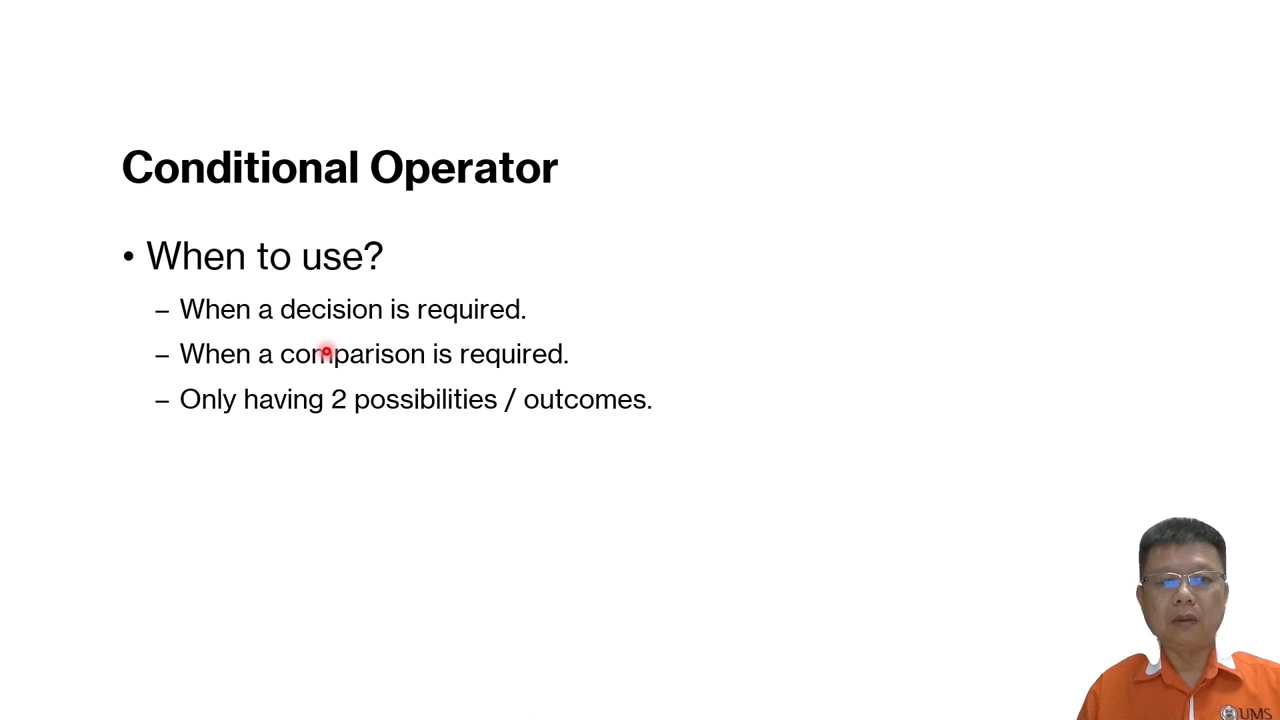 Conditional Operator
• When to use?
– When a decision is required.
– When a comparison is required.
– Only having 2 possibilities / outcomes.
UMS